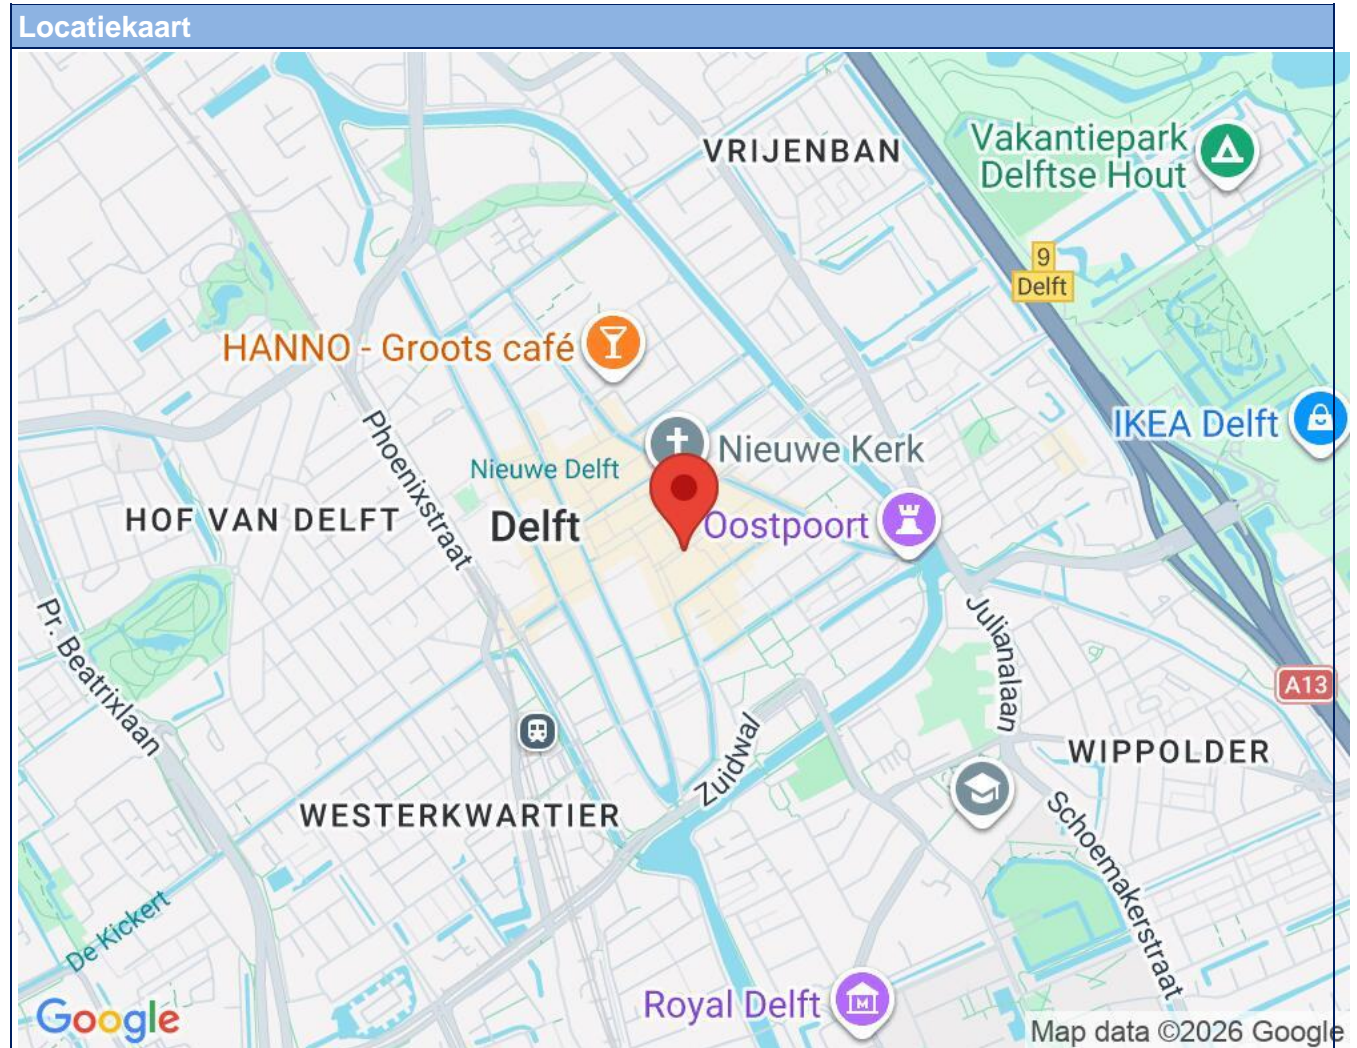 Locatiekaart
VRIJENBAN
Vakantiepark
Delftse Hout
9
Delft
HANNO - Groots café
Phoenixstraat
Nieuwe Kerk
IKEA Delft
Nieuwe Delft
HOF VAN DELFT
Delft
Oostpoort
Pr. Beatrixlaan
Julianalaan
A13
Zuidwal
WIPPOLDER
WESTERKWARTIER
Schoemakerstraat
De Kickert
Royal Delft
M
Google
Map data ©2026 Google